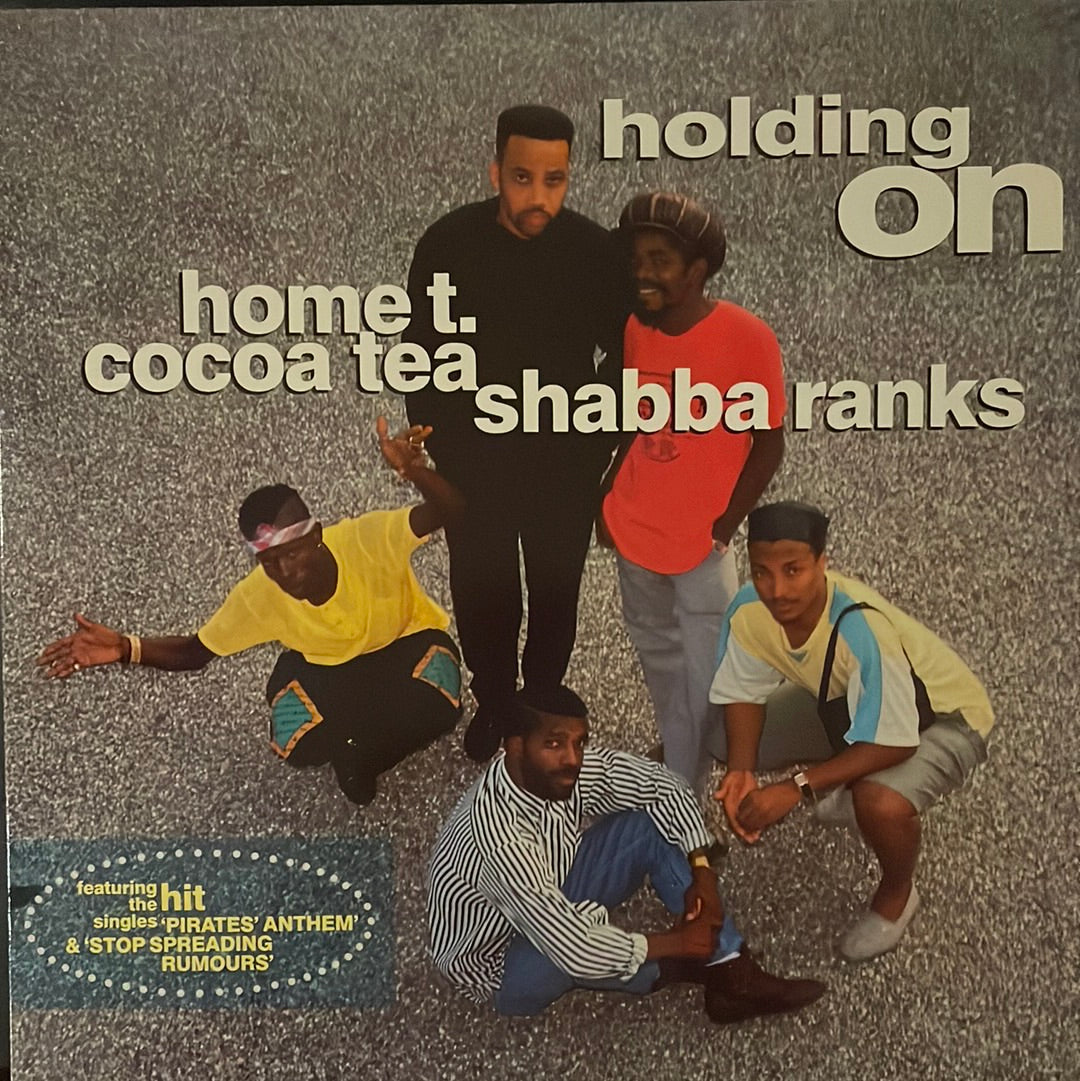 holding
on
home t.
cocoa tea
shabba ranks
featuring
the hit
singles 'PIRATES' ANTHEM'
& 'STOP SPREADING
RUMOURS'